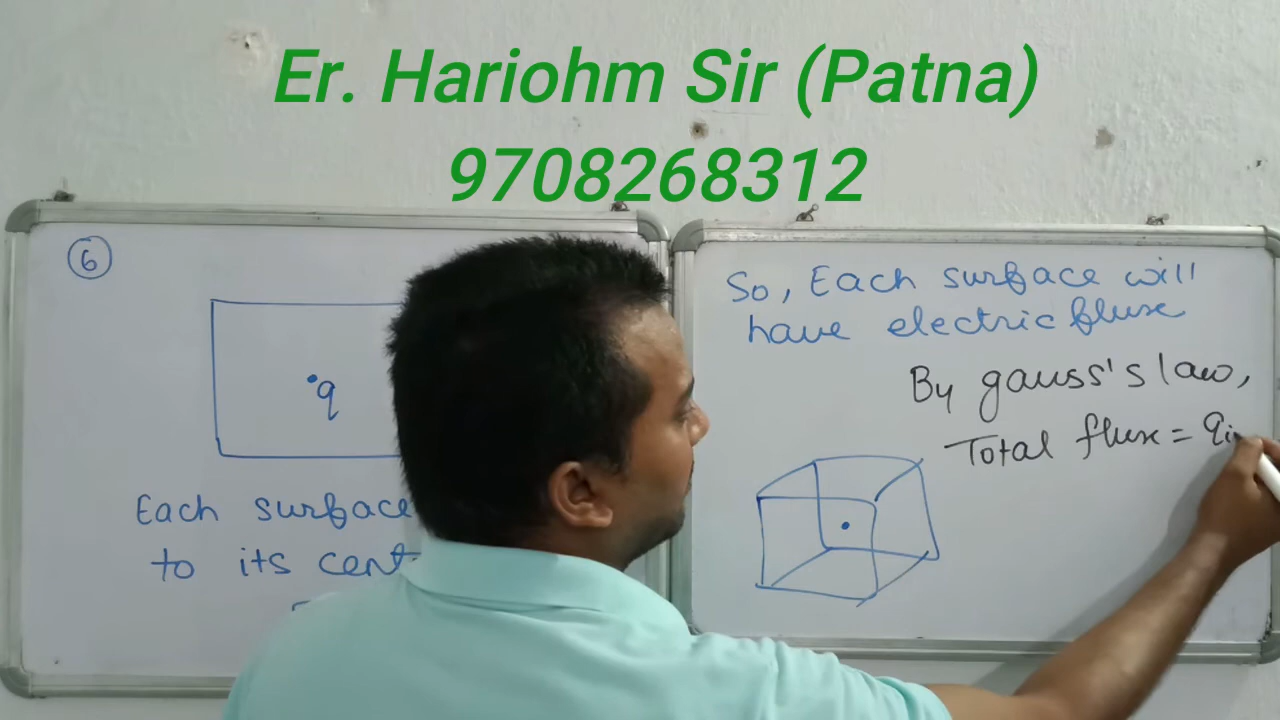 Er. Hariohm Sir (Patna)
9708268312
6
q
Each surface
to its cent
So, Each surface will
have electric flux
By gauss's law,
Total flux = qi